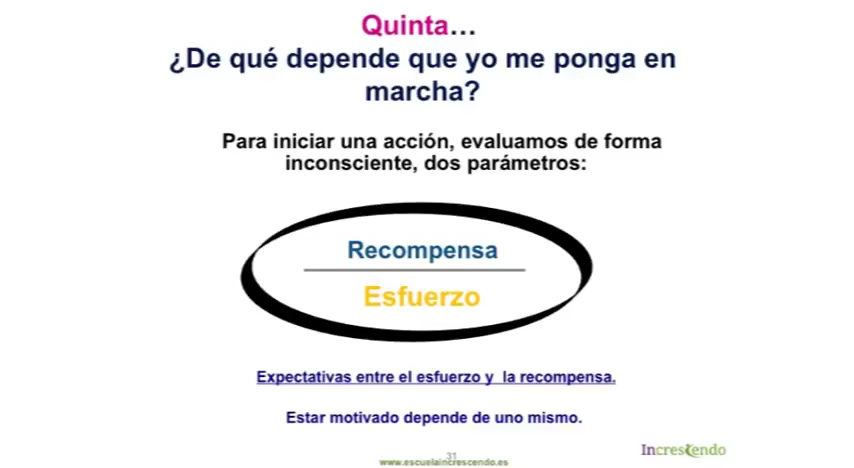 Quinta…
¿De qué depende que yo me ponga en
marcha?
Para iniciar una acción, evaluamos de forma
inconsciente, dos parámetros:
Recompensa
Esfuerzo
Expectativas entre el esfuerzo y la recompensa.
Estar motivado depende de uno mismo.
31
www.escuelaincrescendo.es
Increscendo